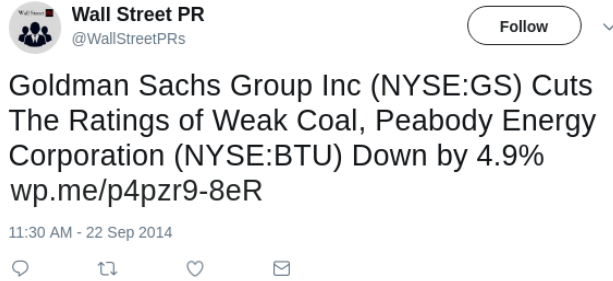 Wall Street PR
@WallStreetPRs
Follow
Goldman Sachs Group Inc (NYSE:GS) Cuts
The Ratings of Weak Coal, Peabody Energy
Corporation (NYSE:BTU) Down by 4.9%
wp.me/p4pzr9-8eR
11:30 AM - 22 Sep 2014